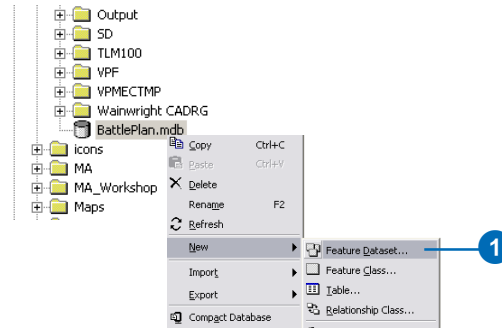 Output
SD
TLM100
VPF
VPMECTMP
Wainwright CADRG
BattlePlan.mdb
icons
MA
MA_Workshop
Maps
Copy Ctrl+C
Paste Ctrl+V
Delete
Rename F2
Refresh
New
Import
Export
Compact Database
Feature Dataset...
Feature Class...
Table...
Relationship Class...
1